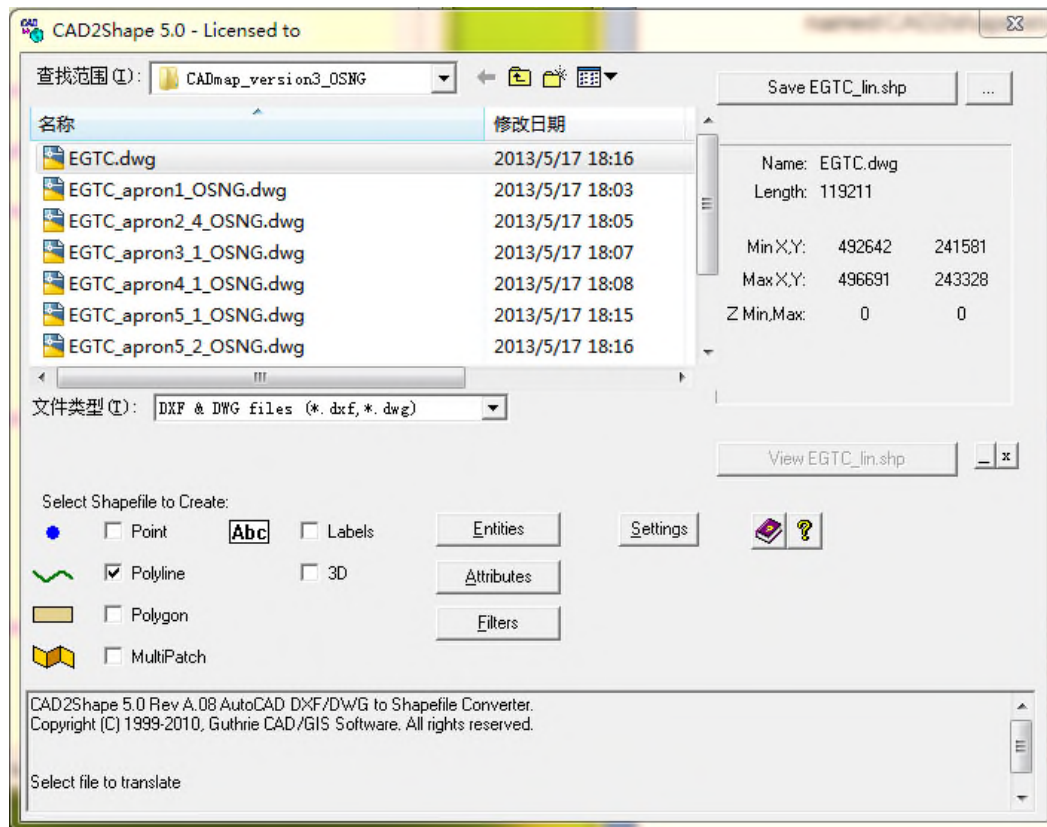 CAD2Shape 5.0 - Licensed to
查找范围(I): CADmap_version3_OSNG
Save EGTC_lin.shp ...
名称 修改日期
EGTC.dwg 2013/5/17 18:16
EGTC_apron1_OSNG.dwg 2013/5/17 18:03
EGTC_apron2_4_OSNG.dwg 2013/5/17 18:05
EGTC_apron3_1_OSNG.dwg 2013/5/17 18:07
EGTC_apron4_1_OSNG.dwg 2013/5/17 18:08
EGTC_apron5_1_OSNG.dwg 2013/5/17 18:15
EGTC_apron5_2_OSNG.dwg 2013/5/17 18:16
Name: EGTC.dwg
Length: 119211
Min X,Y: 492642 241581
Max X,Y: 496691 243328
Z Min,Max: 0 0
文件类型(T): DXF & DWG files (*.dxf,*.dwg)
View EGTC_lin.shp _ x
Select Shapefile to Create:
Point Abc Labels Entities Settings ?
Polyline 3D Attributes
Polygon Filters
MultiPatch
CAD2Shape 5.0 Rev A.08 AutoCAD DXF/DWG to Shapefile Converter.
Copyright (C) 1999-2010, Guthrie CAD/GIS Software. All rights reserved.
Select file to translate